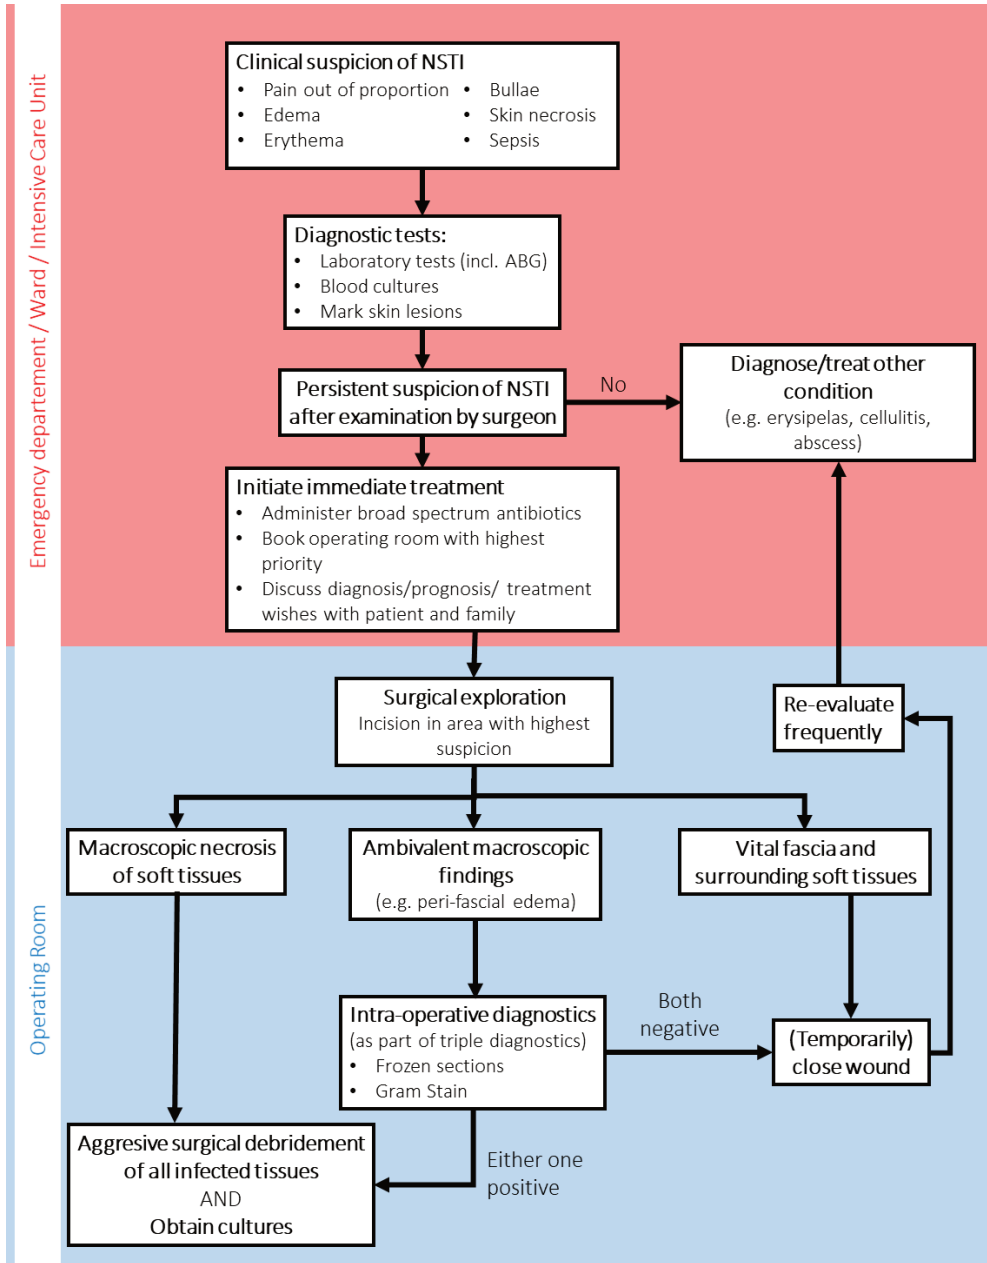 Emergency departement / Ward / Intensive Care Unit
Clinical suspicion of NSTI
• Pain out of proportion
• Edema
• Erythema
• Bullae
• Skin necrosis
• Sepsis
Diagnostic tests:
• Laboratory tests (incl. ABG)
• Blood cultures
• Mark skin lesions
Persistent suspicion of NSTI
after examination by surgeon
No
Diagnose/treat other
condition
(e.g. erysipelas, cellulitis,
abscess)
Initiate immediate treatment
• Administer broad spectrum antibiotics
• Book operating room with highest
priority
• Discuss diagnosis/prognosis/ treatment
wishes with patient and family
Operating Room
Surgical exploration
Incision in area with highest
suspicion
Re-evaluate
frequently
Macroscopic necrosis
of soft tissues
Ambivalent macroscopic
findings
(e.g. peri-fascial edema)
Vital fascia and
surrounding soft tissues
Intra-operative diagnostics
(as part of triple diagnostics)
• Frozen sections
• Gram Stain
Both
negative
(Temporarily)
close wound
Either one
positive
Aggresive surgical debridement
of all infected tissues
AND
Obtain cultures